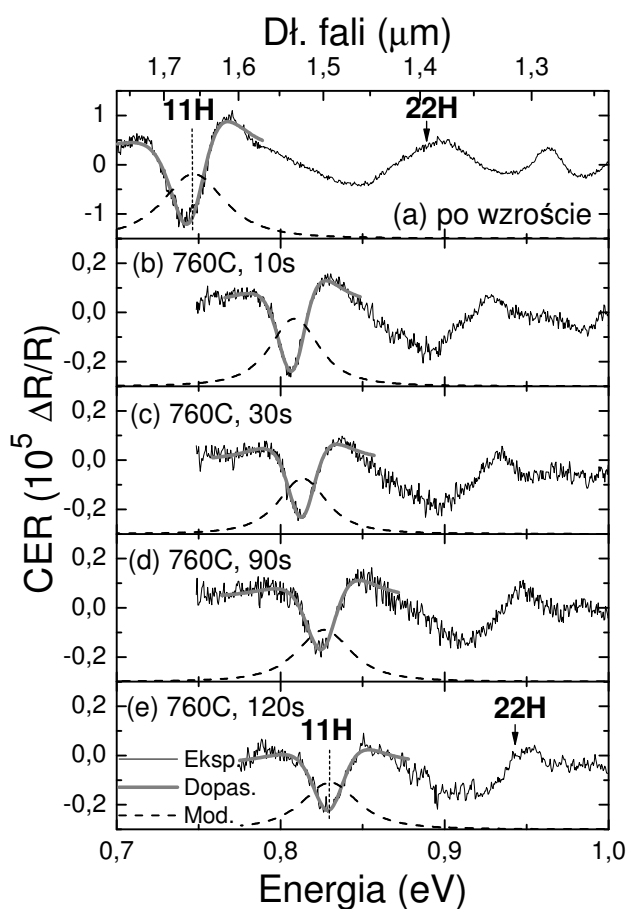 Dł. fali (μm)
1,7 1,6 1,5 1,4 1,3
11H 22H
1
0
-1
(a) po wzroście
0,2
0,0
-0,2
(b) 760C, 10s
0,2
0,0
-0,2
(c) 760C, 30s
0,2
0,0
-0,2
(d) 760C, 90s
0,2
0,0
-0,2
(e) 760C, 120s
11H 22H
Eksp.
Dopas.
Mod.
CER (10⁵ ΔR/R)
0,7 0,8 0,9 1,0
Energia (eV)